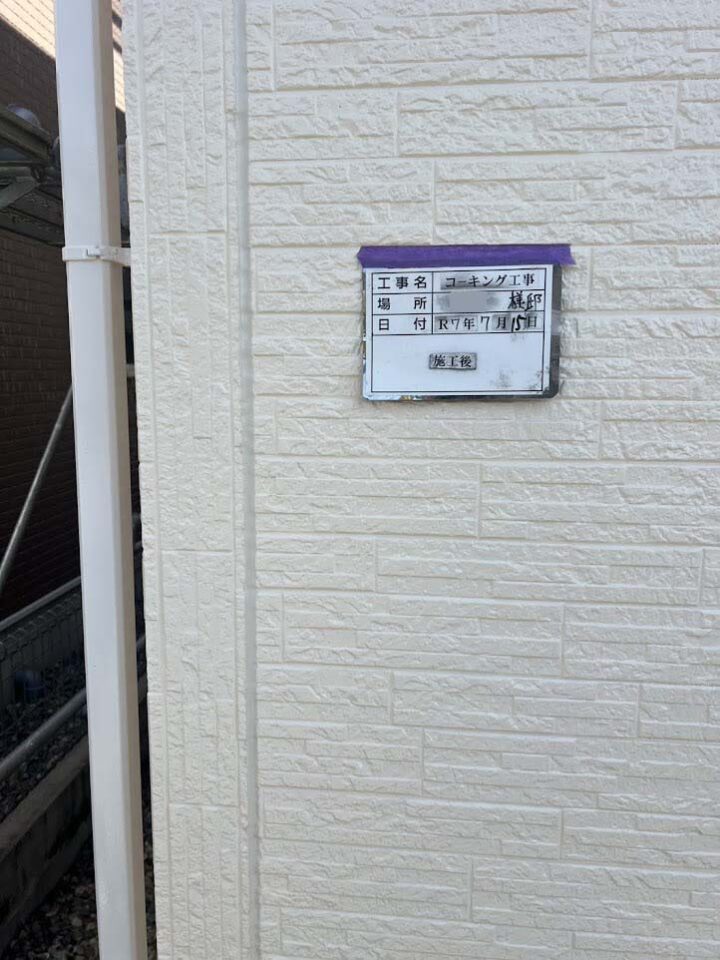 工事名 コーキング工事
場所 様邸
日付 R7年7月15日
施工後